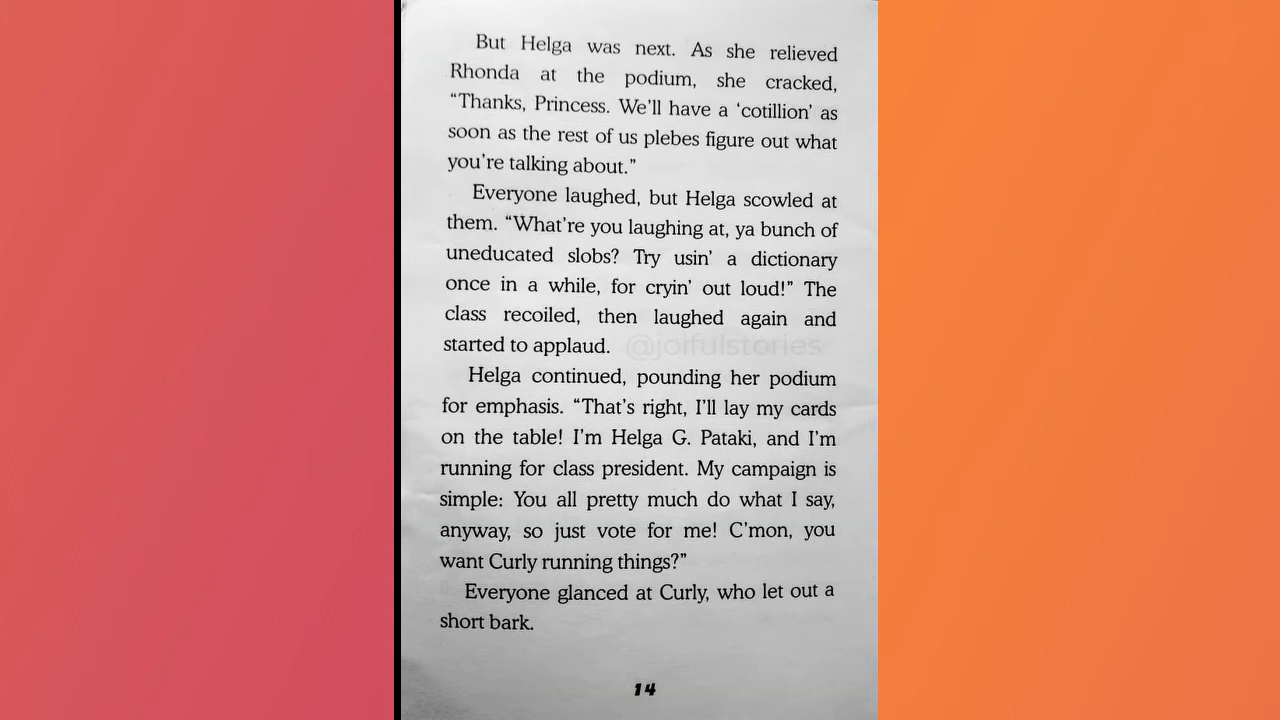 But Helga was next. As she relieved
Rhonda at the podium, she cracked,
“Thanks, Princess. We’ll have a ‘cotillion’ as
soon as the rest of us plebes figure out what
you’re talking about.”
Everyone laughed, but Helga scowled at
them. “What’re you laughing at, ya bunch of
uneducated slobs? Try usin’ a dictionary
once in a while, for cryin’ out loud!” The
class recoiled, then laughed again and
started to applaud.
@joifulstories
Helga continued, pounding her podium
for emphasis. “That’s right, I’ll lay my cards
on the table! I’m Helga G. Pataki, and I’m
running for class president. My campaign is
simple: You all pretty much do what I say,
anyway, so just vote for me! C’mon, you
want Curly running things?”
Everyone glanced at Curly, who let out a
short bark.
14